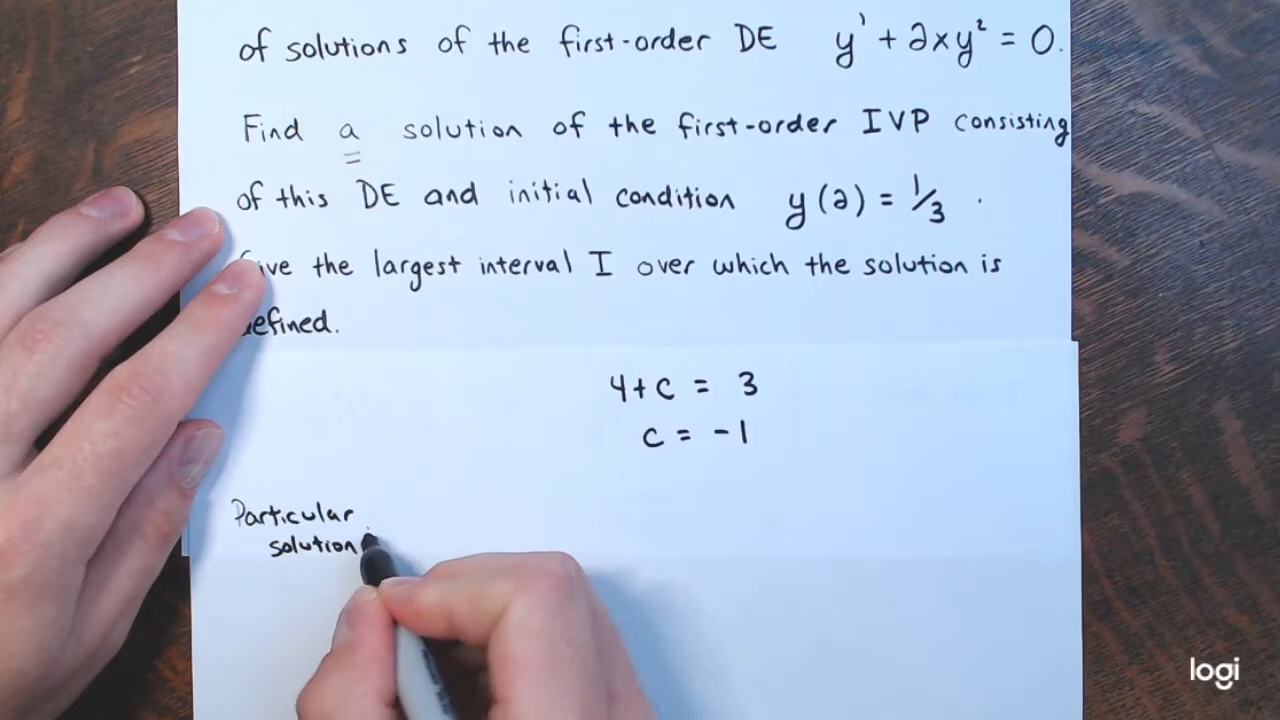 of solutions of the first-order DE y' + 2xy² = 0.
Find a solution of the first-order IVP consisting
of this DE and initial condition y(2) = 1/3 .
the largest interval I over which the solution is
4+c = 3
c = -1
Particular
solution
logi